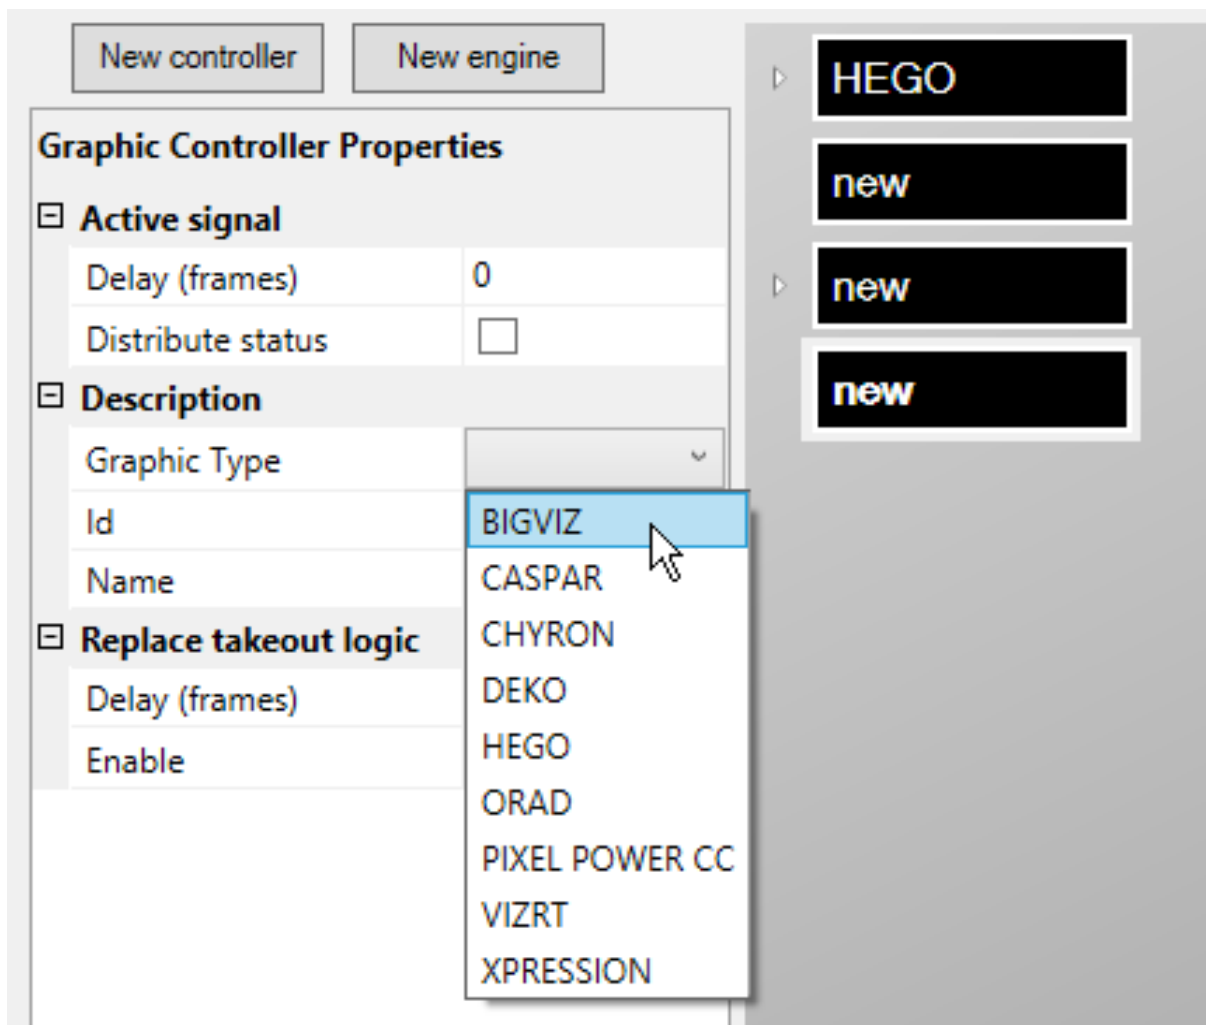 New controller
New engine
Graphic Controller Properties
Active signal
Delay (frames) 0
Distribute status
Description
Graphic Type
Id
Name
Replace takeout logic
Delay (frames)
Enable
BIGVIZ
CASPAR
CHYRON
DEKO
HEGO
ORAD
PIXEL POWER CC
VIZRT
XPRESSION
HEGO
new
new
new